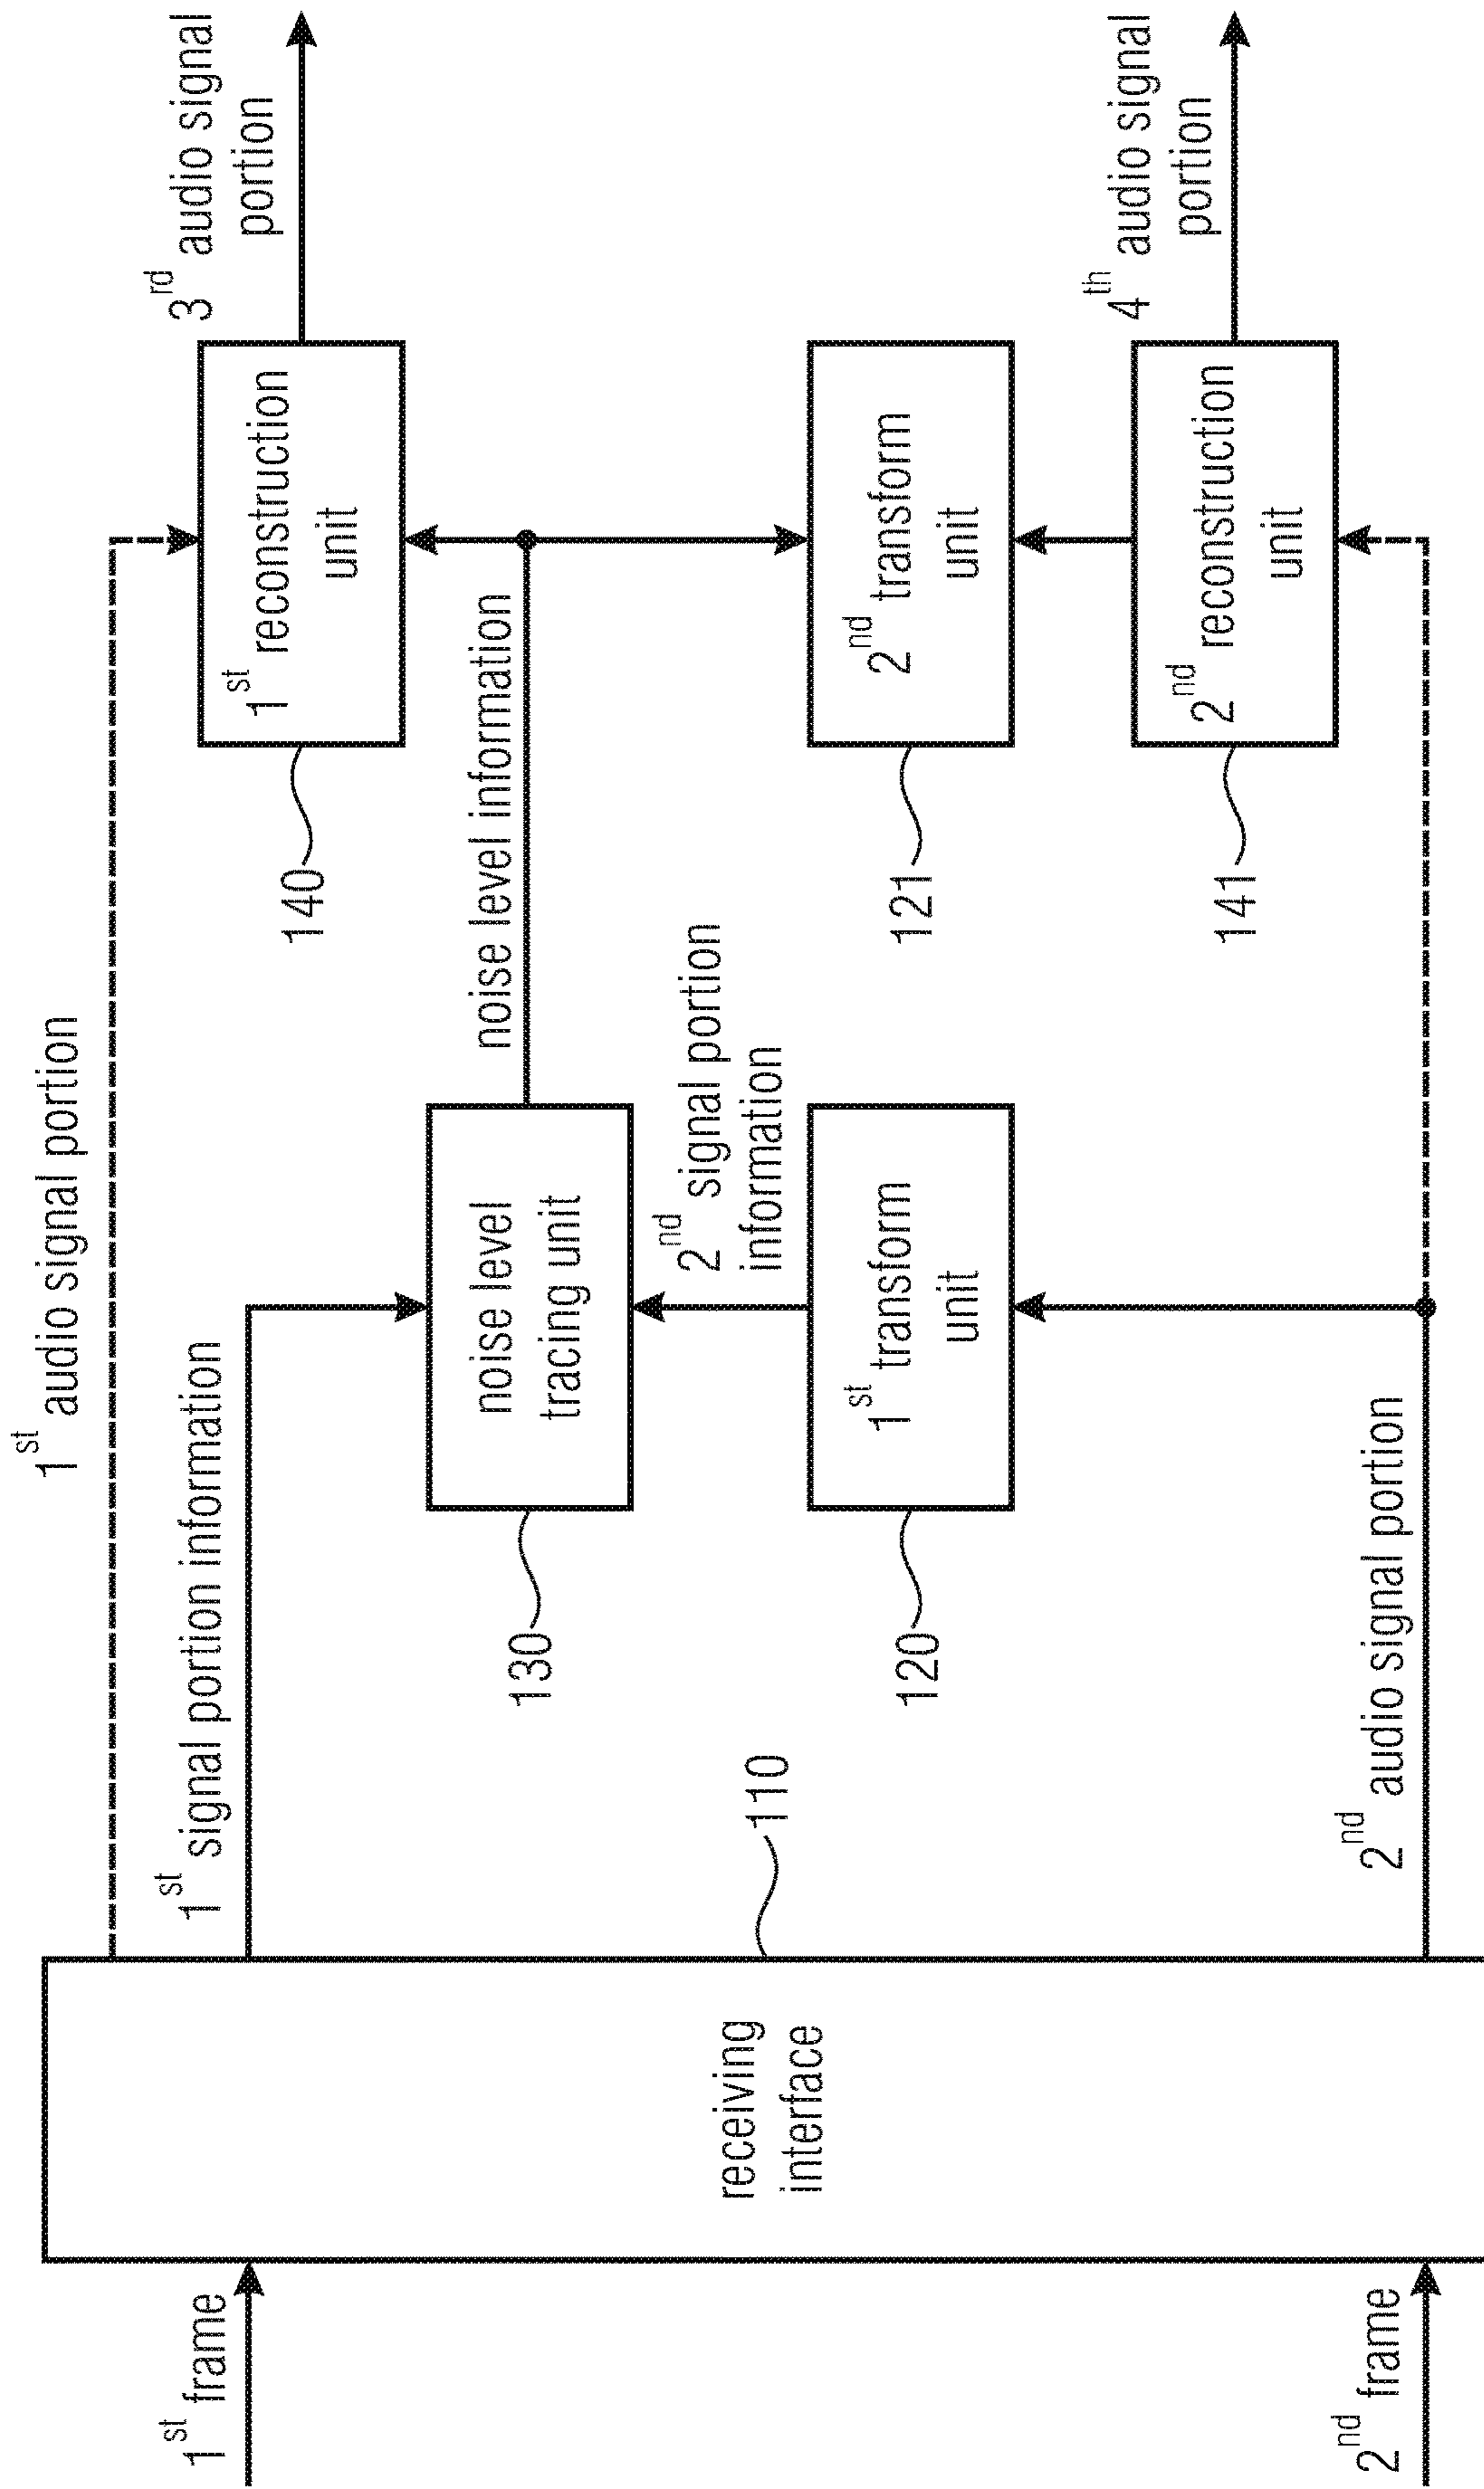 1st frame
2nd frame
receiving
interface
110
1st audio signal portion
1st signal portion information
2nd audio signal portion
130
noise level
tracing unit
120
1st transform
unit
2nd signal portion
information
noise level information
140
1st reconstruction
unit
121
2nd transform
unit
141
2nd reconstruction
unit
3rd audio signal
portion
4th audio signal
portion